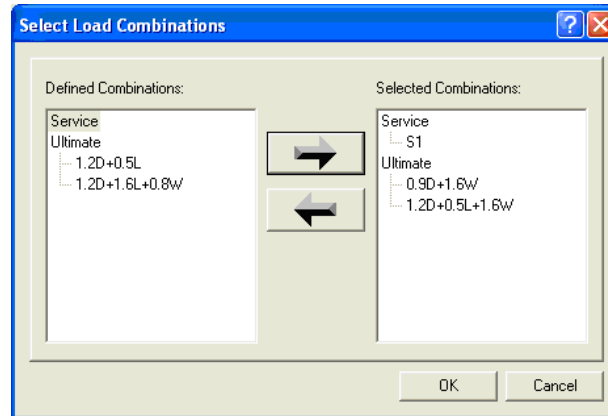 Select Load Combinations
Defined Combinations:
Service
Ultimate
1.2D+0.5L
1.2D+1.6L+0.8W
Selected Combinations:
Service
S1
Ultimate
0.9D+1.6W
1.2D+0.5L+1.6W
OK
Cancel